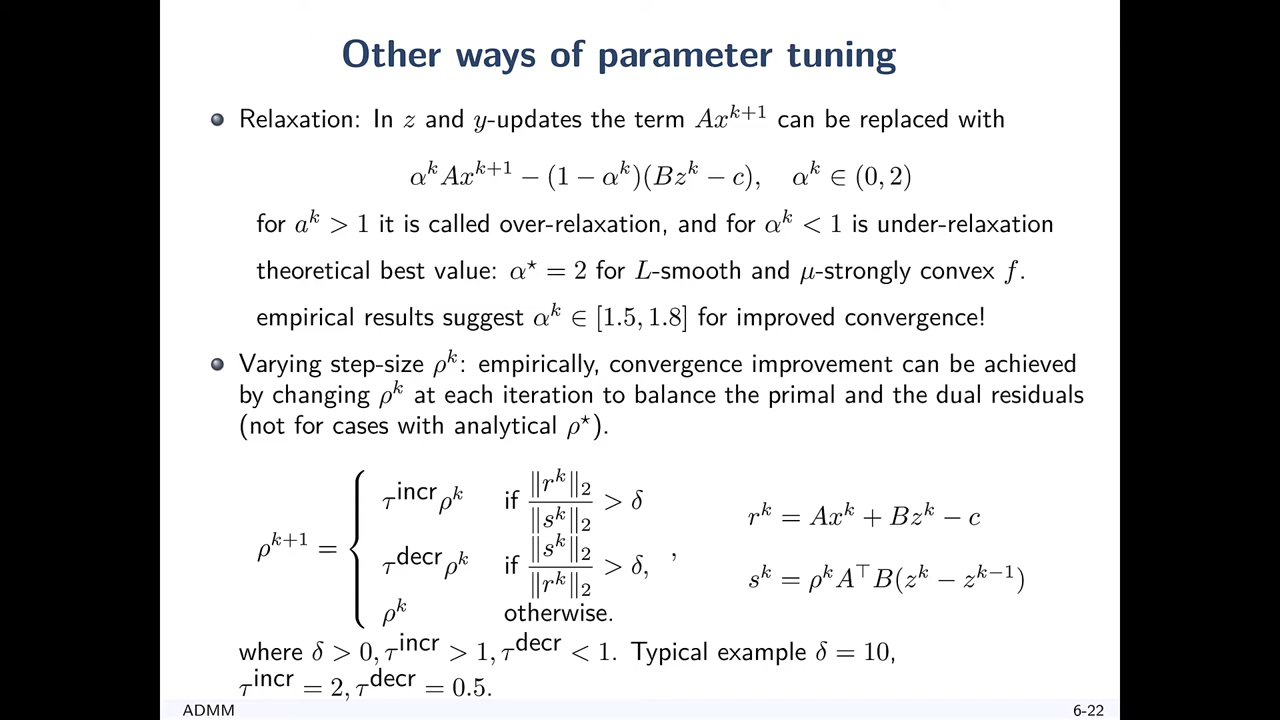 Other ways of parameter tuning
Relaxation: In z and y-updates the term Ax^{k+1} can be replaced with
α^k Ax^{k+1} − (1 − α^k)(Bz^k − c), α^k ∈ (0, 2)
for a^k > 1 it is called over-relaxation, and for α^k < 1 is under-relaxation
theoretical best value: α^⋆ = 2 for L-smooth and μ-strongly convex f.
empirical results suggest α^k ∈ [1.5, 1.8] for improved convergence!
Varying step-size ρ^k: empirically, convergence improvement can be achieved
by changing ρ^k at each iteration to balance the primal and the dual residuals
(not for cases with analytical ρ^⋆).
ρ^{k+1} = { τ^{incr} ρ^k if ‖r^k‖_2 / ‖s^k‖_2 > δ
τ^{decr} ρ^k if ‖s^k‖_2 / ‖r^k‖_2 > δ,
ρ^k otherwise.
,
r^k = Ax^k + Bz^k − c
s^k = ρ^k A^⊤ B(z^k − z^{k−1})
where δ > 0, τ^{incr} > 1, τ^{decr} < 1. Typical example δ = 10,
τ^{incr} = 2, τ^{decr} = 0.5.
ADMM 6-22